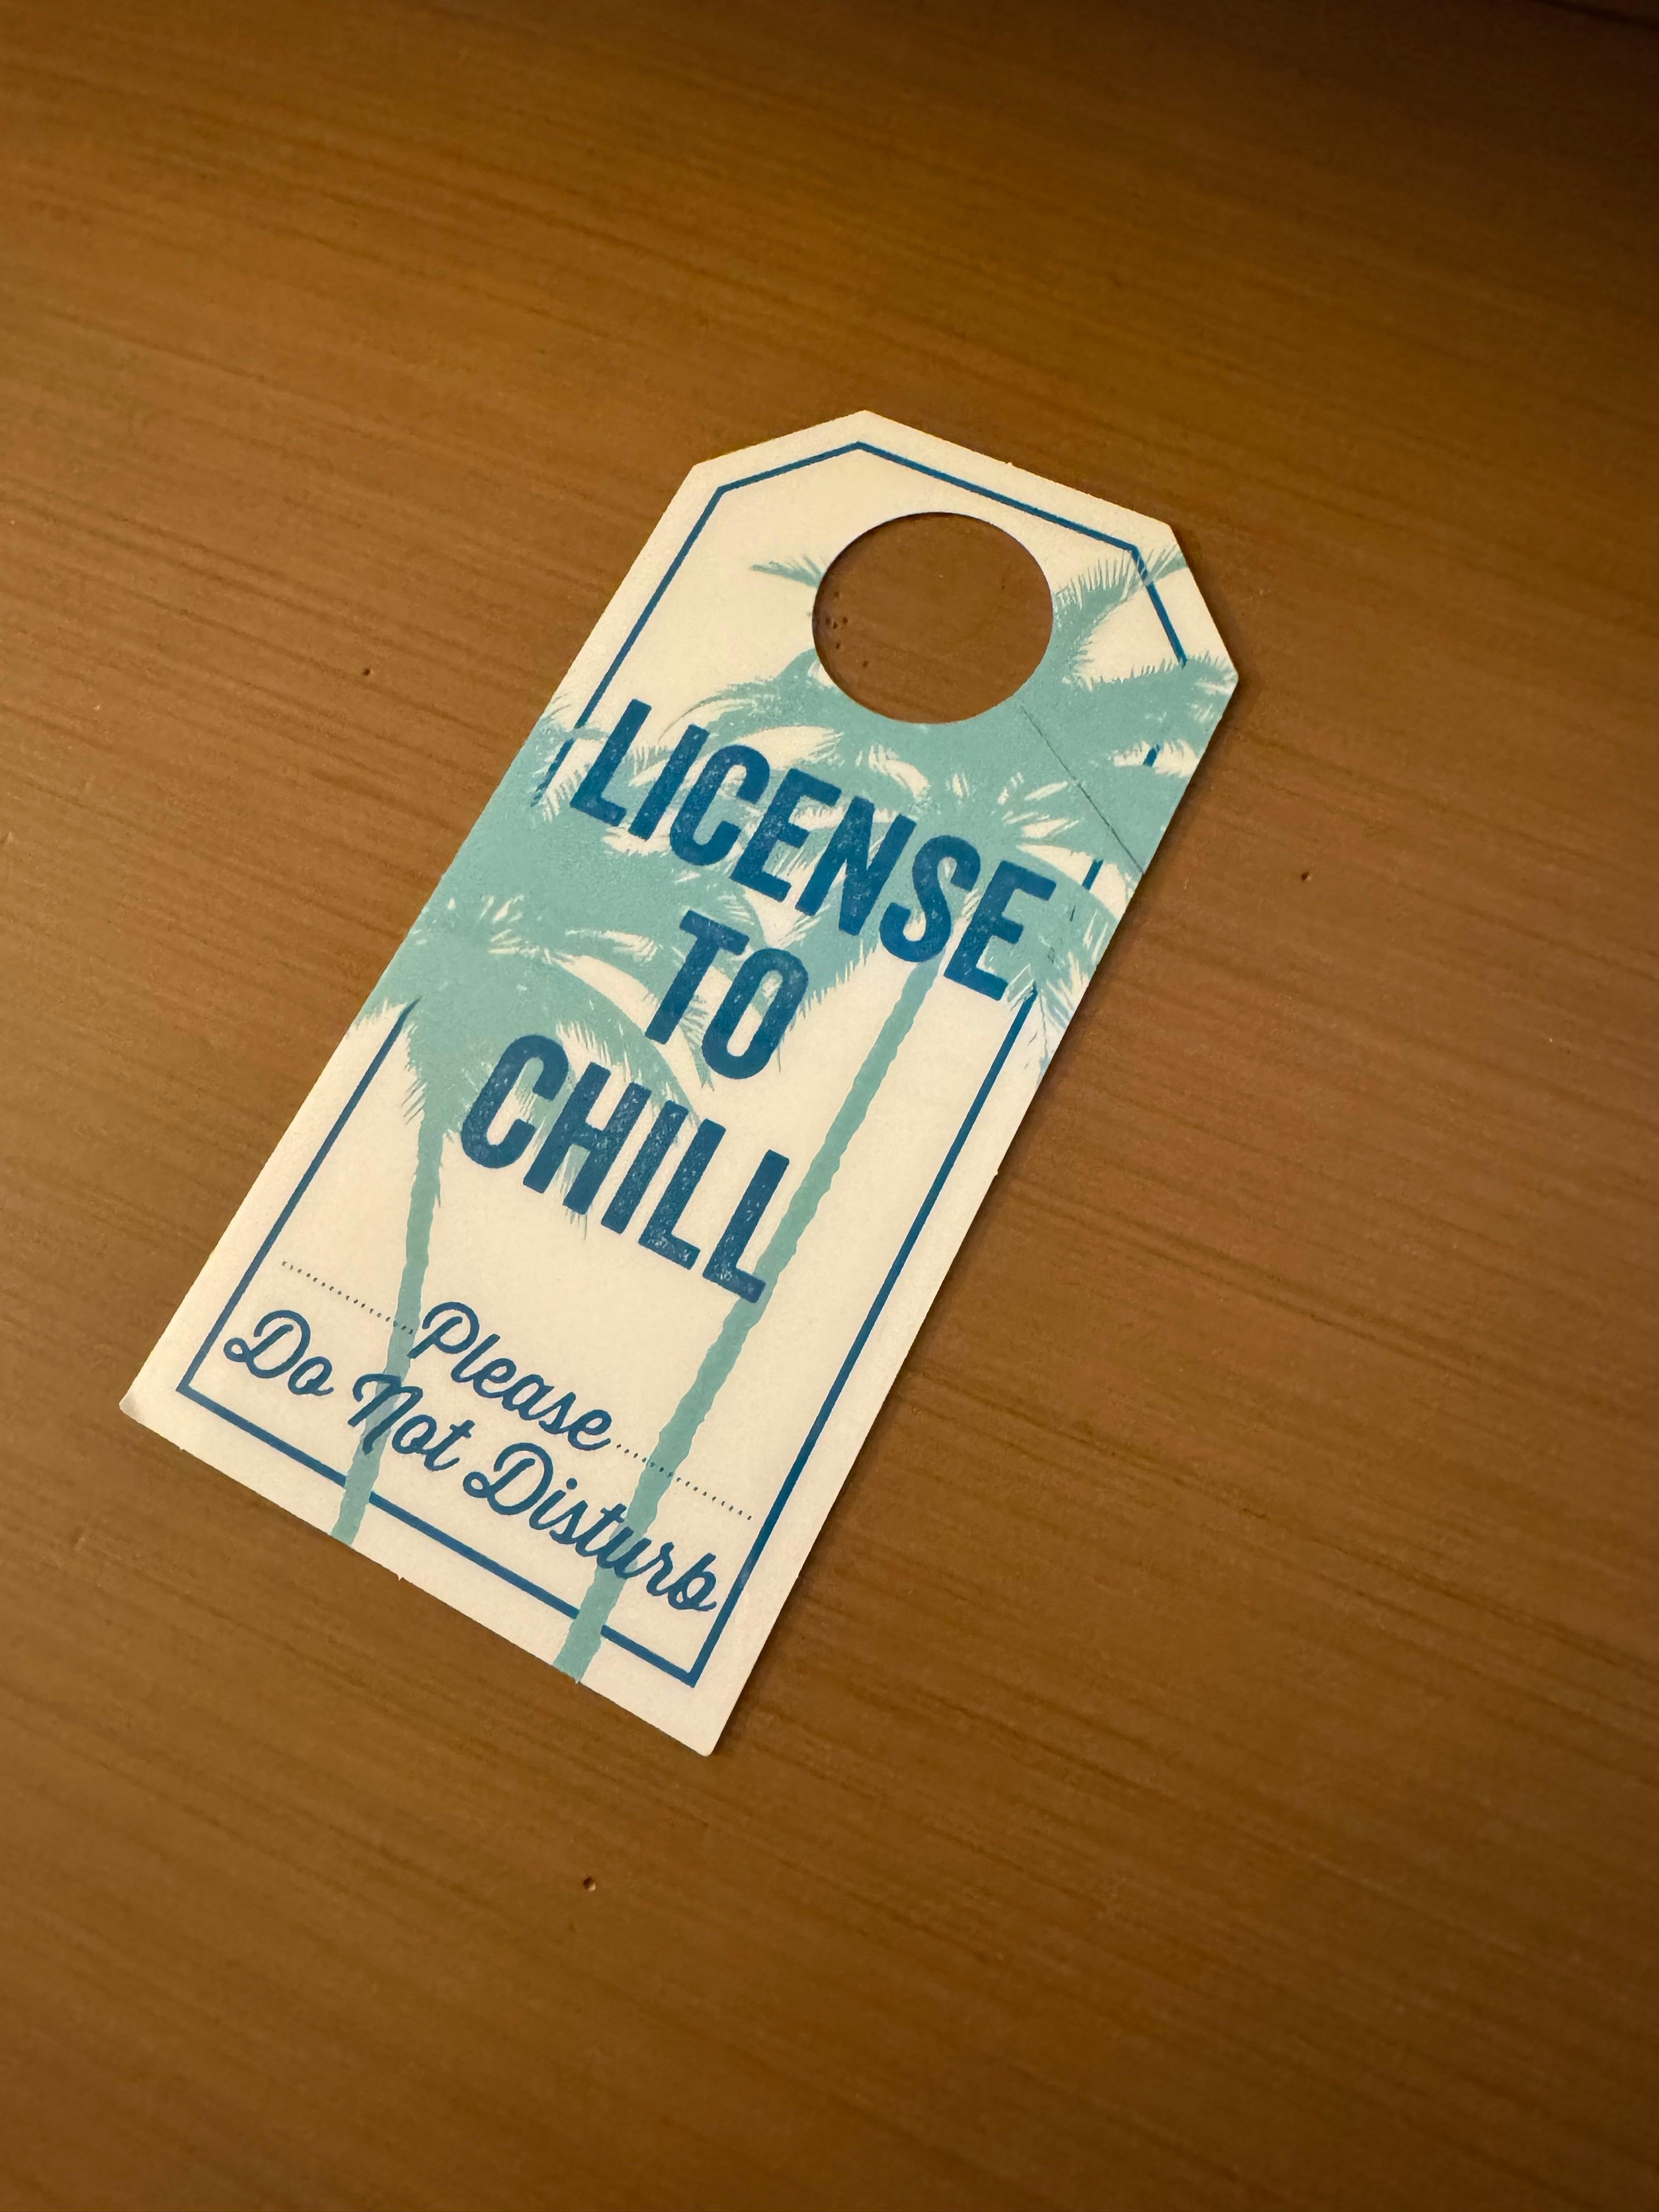 LICENSE
TO
CHILL
Please
Do Not Disturb